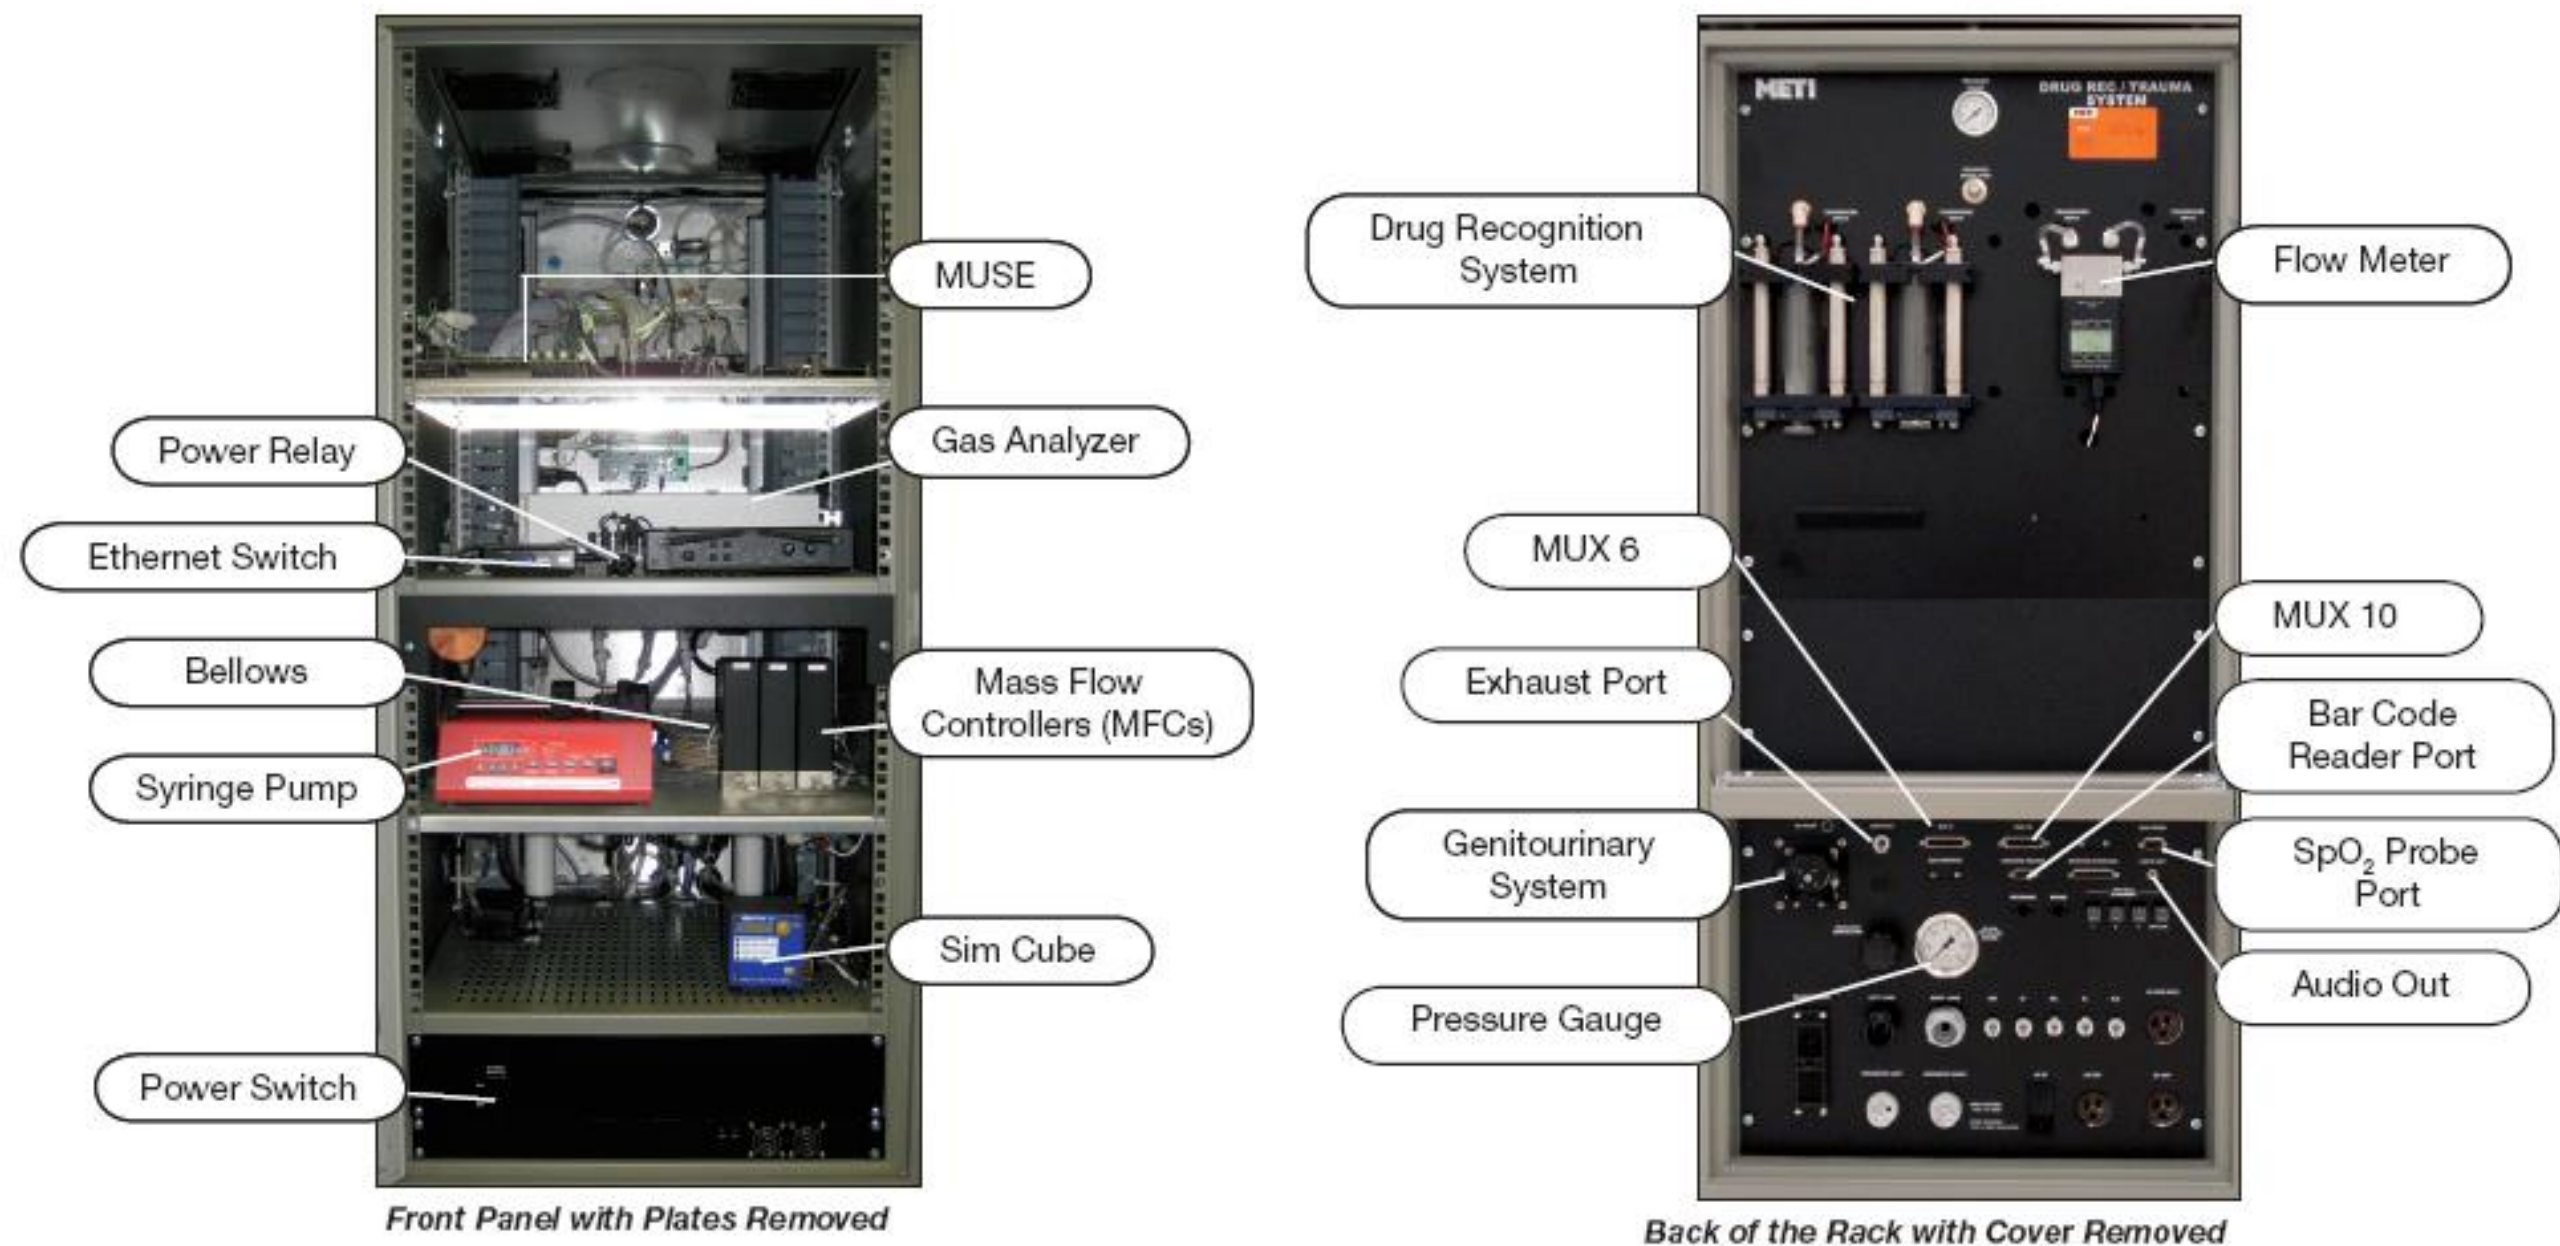 MUSE
Power Relay
Gas Analyzer
Ethernet Switch
Bellows
Mass Flow
Controllers (MFCs)
Syringe Pump
Sim Cube
Power Switch
Front Panel with Plates Removed
METI
DRUG REC / TRAUMA
SYSTEM
Drug Recognition
System
Flow Meter
MUX 6
MUX 10
Exhaust Port
Bar Code
Reader Port
Genitourinary
System
SpO₂ Probe
Port
Audio Out
Pressure Gauge
Back of the Rack with Cover Removed